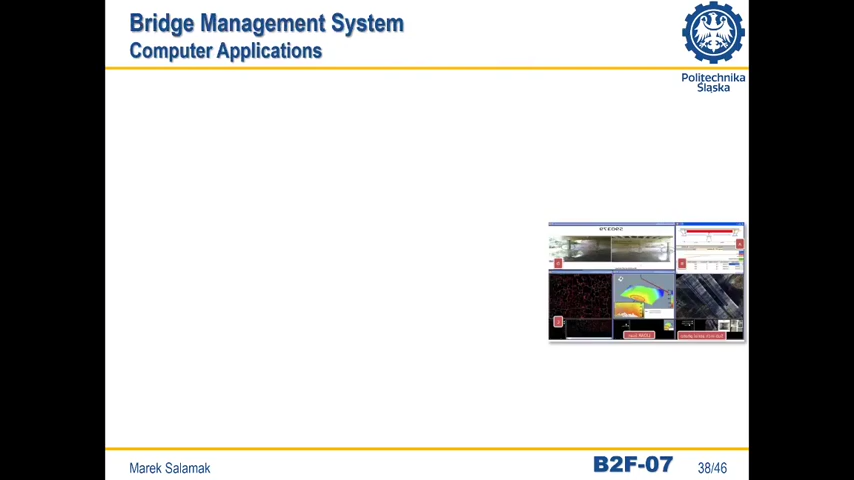 Bridge Management System
Computer Applications
Politechnika
Śląska
Marek Salamak
B2F-07
38/46